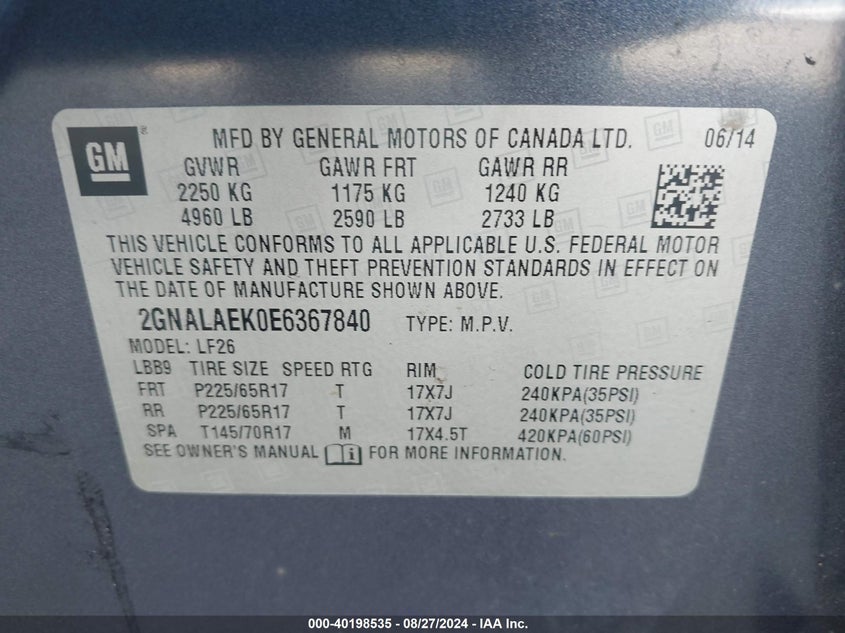 GM
®
MFD BY GENERAL MOTORS OF CANADA LTD. 06/14
GVWR GAWR FRT GAWR RR
2250 KG 1175 KG 1240 KG
4960 LB 2590 LB 2733 LB
THIS VEHICLE CONFORMS TO ALL APPLICABLE U.S. FEDERAL MOTOR
VEHICLE SAFETY AND THEFT PREVENTION STANDARDS IN EFFECT ON
THE DATE OF MANUFACTURE SHOWN ABOVE.
2GNALAEK0E6367840 TYPE: M.P.V.
MODEL: LF26
LBB9 TIRE SIZE SPEED RTG RIM COLD TIRE PRESSURE
FRT P225/65R17 T 17X7J 240KPA(35PSI)
RR P225/65R17 T 17X7J 240KPA(35PSI)
SPA T145/70R17 M 17X4.5T 420KPA(60PSI)
SEE OWNER'S MANUAL i FOR MORE INFORMATION.
000-40198535 - 08/27/2024 - IAA Inc.